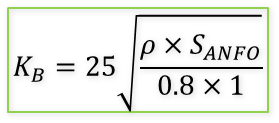 K_B = 25 √((ρ × S_ANFO) / (0.8 × 1))